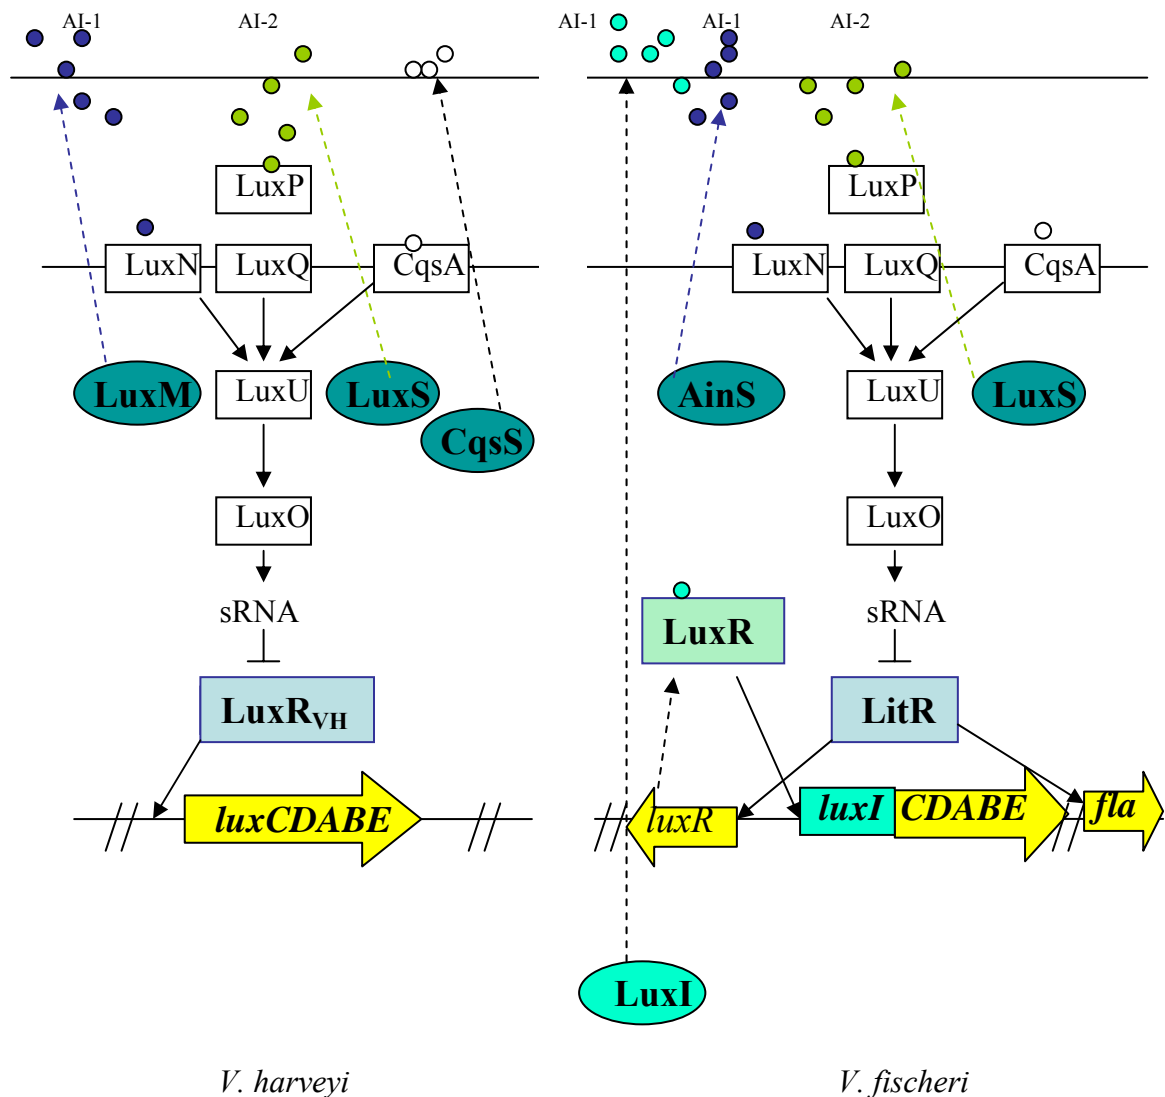 AI-1 AI-2 AI-1 AI-1 AI-2
LuxP LuxP
LuxN LuxQ CqsA LuxN LuxQ CqsA
LuxM LuxU LuxS AinS LuxU LuxS
CqsS
LuxO LuxO
sRNA sRNA
LuxR
LuxRVH LitR
luxCDABE luxR luxI CDABE fla
LuxI
V. harveyi V. fischeri